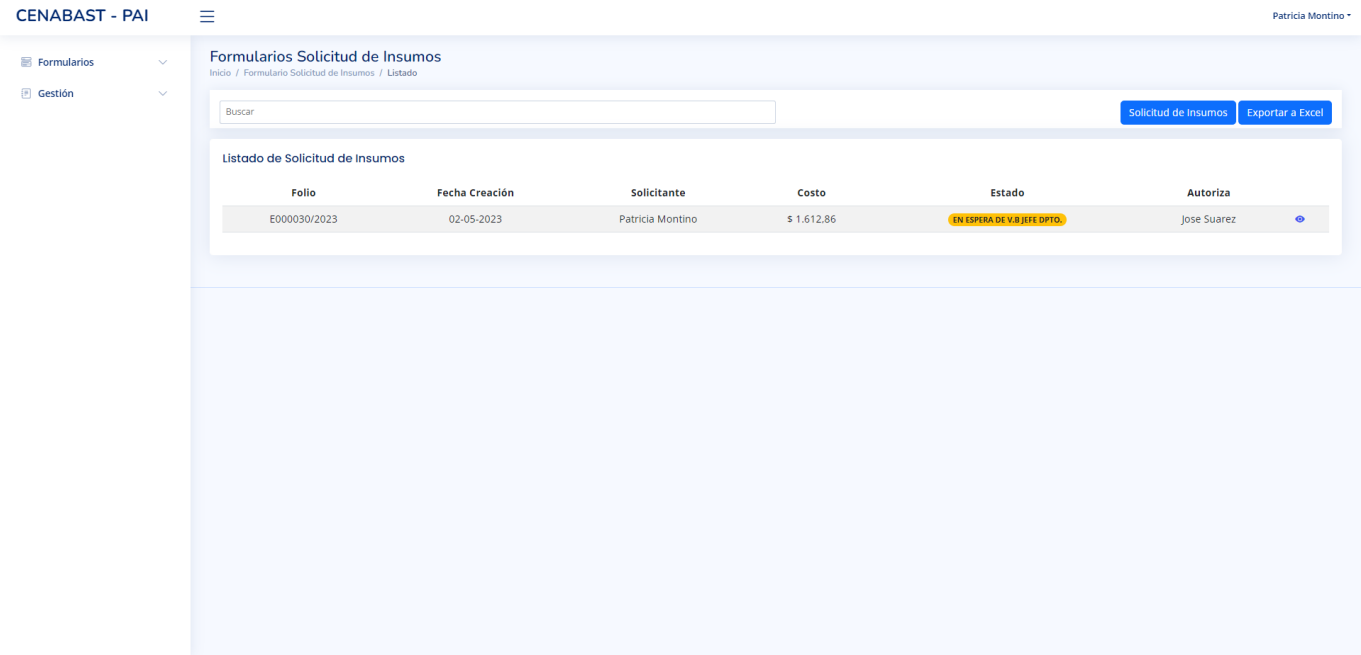 CENABAST - PAI
Patricia Montino
Formularios
Gestión
Formularios Solicitud de Insumos
Inicio / Formulario Solicitud de Insumos / Listado
Buscar
Solicitud de Insumos Exportar a Excel
Listado de Solicitud de Insumos
Folio Fecha Creación Solicitante Costo Estado Autoriza
E000030/2023 02-05-2023 Patricia Montino $ 1.612,86 EN ESPERA DE V.B JEFE DPTO. Jose Suarez